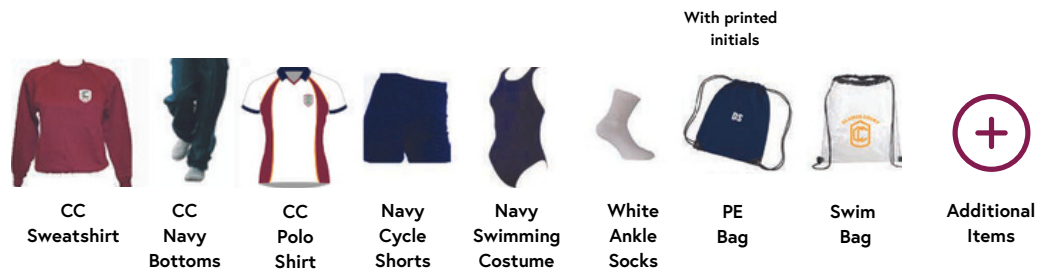 With printed
initials
DS
CC
Sweatshirt
CC
Navy
Bottoms
CC
Polo
Shirt
Navy
Cycle
Shorts
Navy
Swimming
Costume
White
Ankle
Socks
PE
Bag
Swim
Bag
Additional
Items